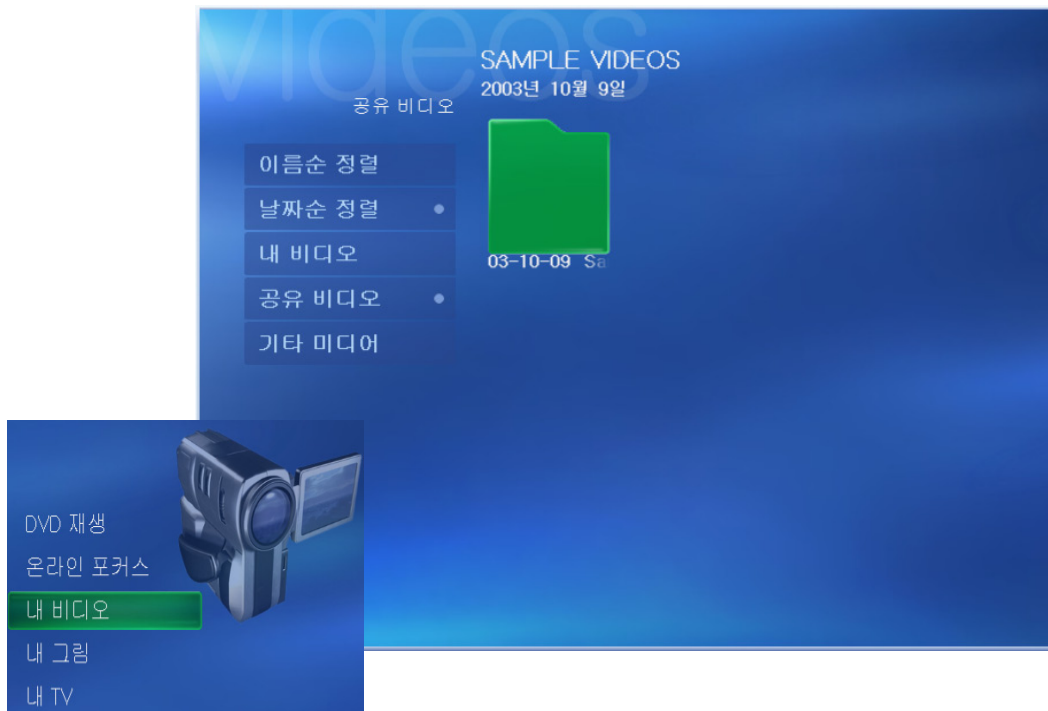 videos
SAMPLE VIDEOS
2003년 10월 9일
공유 비디오
이름순 정렬
날짜순 정렬
내 비디오
공유 비디오
기타 미디어
03-10-09 Sa
DVD 재생
온라인 포커스
내 비디오
내 그림
내 TV